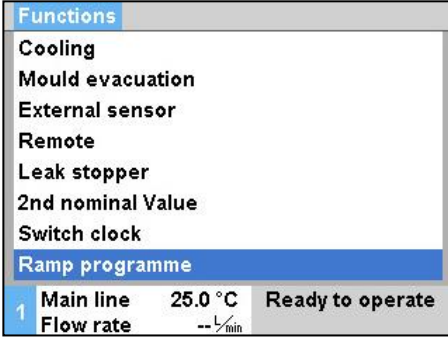 Functions
Cooling
Mould evacuation
External sensor
Remote
Leak stopper
2nd nominal Value
Switch clock
Ramp programme
1 Main line 25.0 °C Ready to operate
Flow rate -- L/min